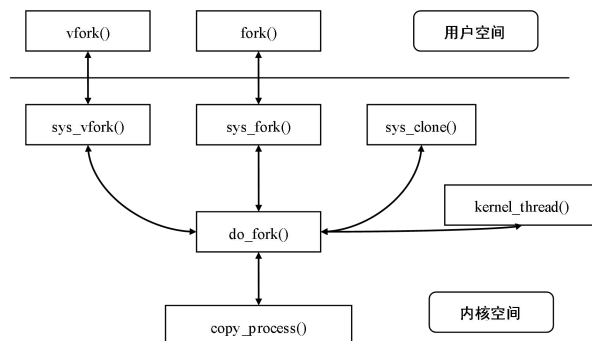 vfork()
fork()
用户空间
sys_vfork()
sys_fork()
sys_clone()
kernel_thread()
do_fork()
内核空间
copy_process()